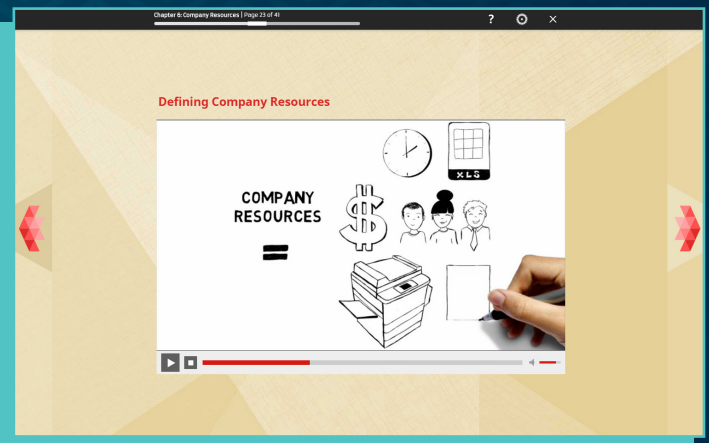 Chapter 6: Company Resources | Page 23 of 41
?
Defining Company Resources
XLS
COMPANY
RESOURCES
$
=